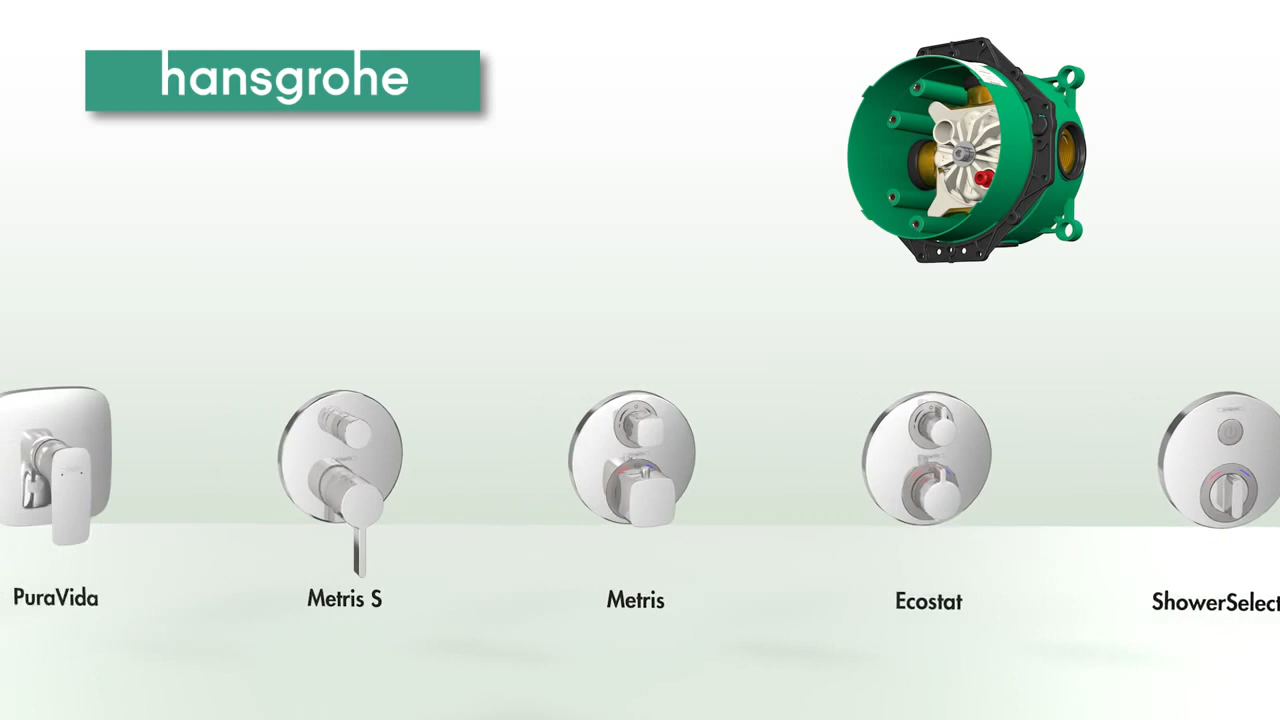 hansgrohe
PuraVida
Metris S
Metris
Ecostat
ShowerSelect